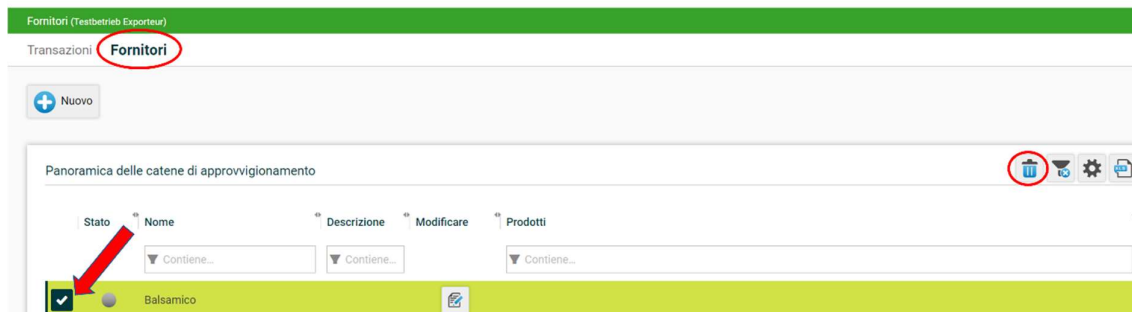 Fornitori (Testbetrieb Exporteur)
Transazioni Fornitori
Nuovo
Panoramica delle catene di approvvigionamento
Stato Nome Descrizione Modificare Prodotti
Contiene... Contiene... Contiene...
Balsamico